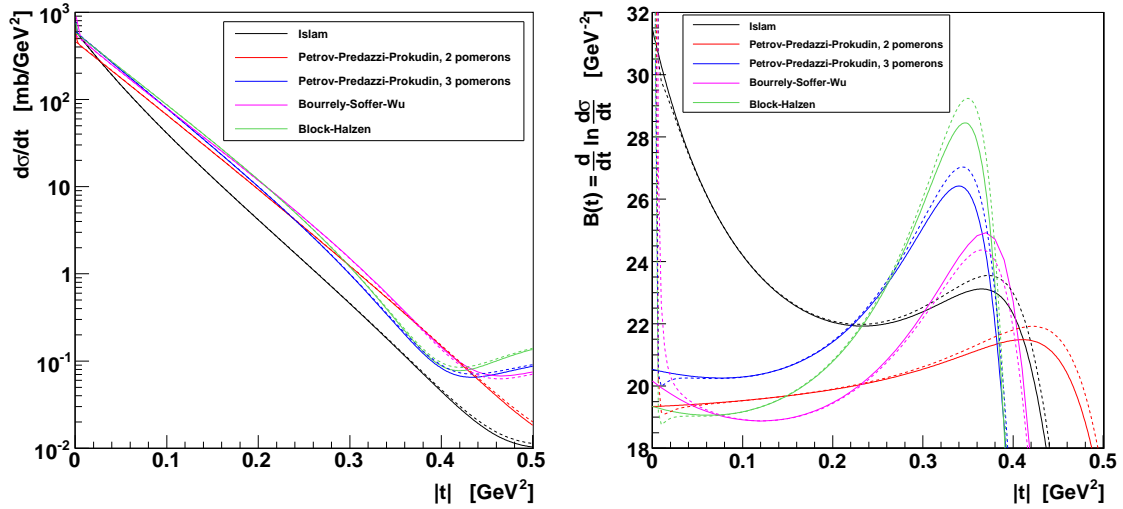 dσ/dt [mb/GeV²]
10³
10²
10
1
10⁻¹
10⁻²
Islam
Petrov-Predazzi-Prokudin, 2 pomerons
Petrov-Predazzi-Prokudin, 3 pomerons
Bourrely-Soffer-Wu
Block-Halzen
0 0.1 0.2 0.3 0.4 0.5
|t| [GeV²]
B(t) = d/dt ln dσ/dt [GeV⁻²]
32
30
28
26
24
22
20
18
Islam
Petrov-Predazzi-Prokudin, 2 pomerons
Petrov-Predazzi-Prokudin, 3 pomerons
Bourrely-Soffer-Wu
Block-Halzen
0 0.1 0.2 0.3 0.4 0.5
|t| [GeV²]